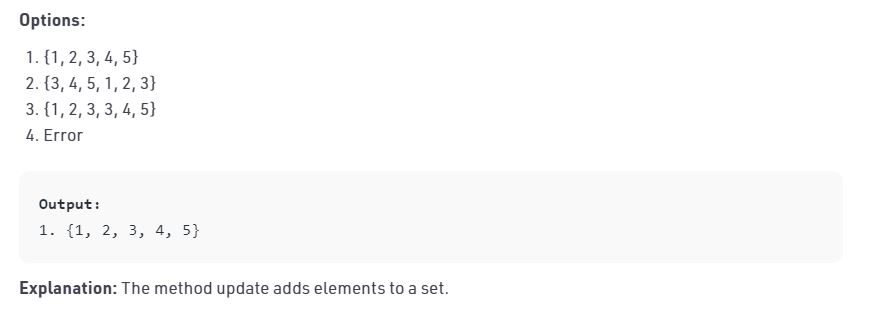 Options:
1. {1, 2, 3, 4, 5}
2. {3, 4, 5, 1, 2, 3}
3. {1, 2, 3, 3, 4, 5}
4. Error
Output:
1. {1, 2, 3, 4, 5}
Explanation: The method update adds elements to a set.